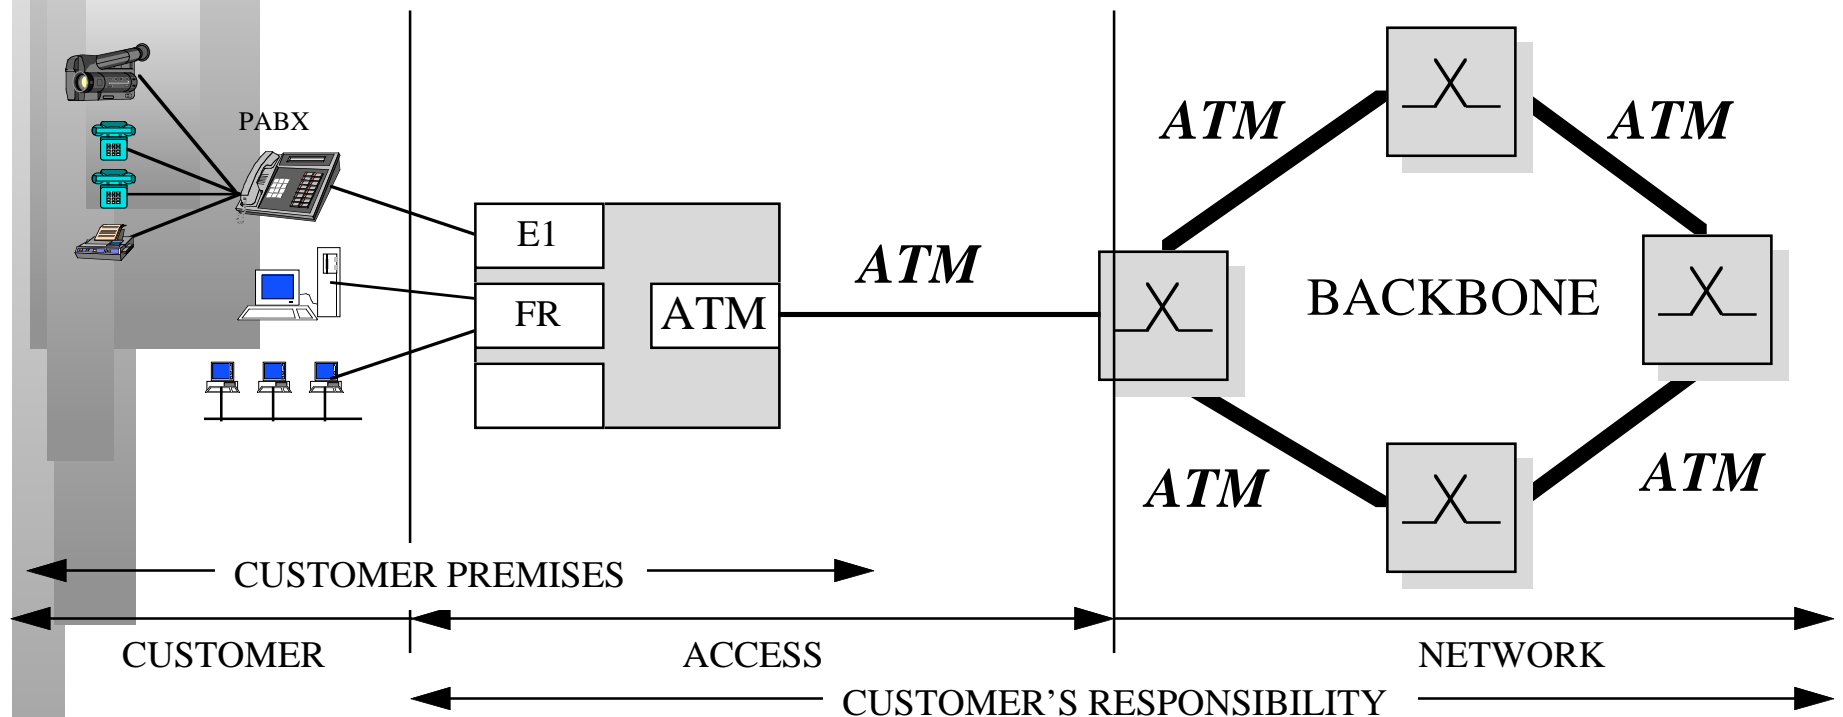 PABX
ATM
ATM
E1
ATM
FR
ATM
BACKBONE
ATM
ATM
CUSTOMER PREMISES
CUSTOMER
ACCESS
NETWORK
CUSTOMER’S RESPONSIBILITY